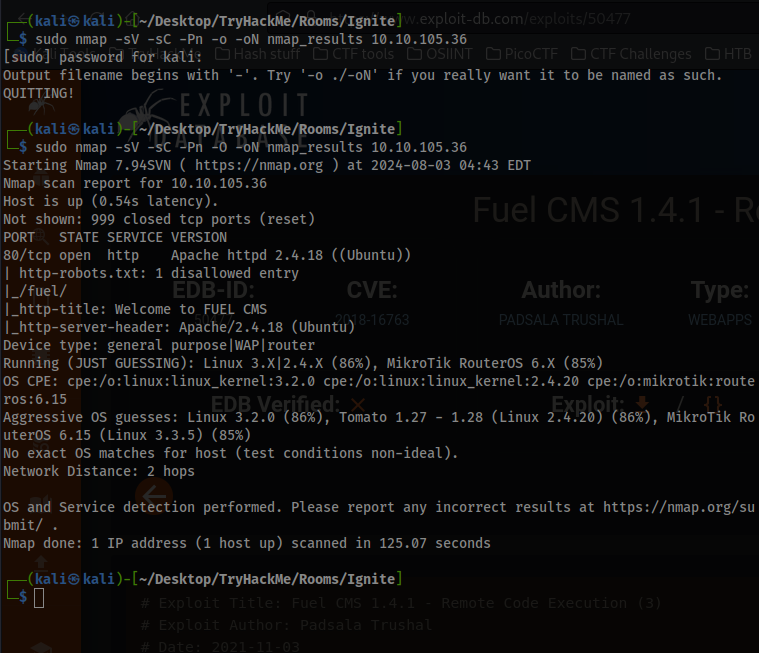 ┌──(kali㉿kali)-[~/Desktop/TryHackMe/Rooms/Ignite]
└─$ sudo nmap -sV -sC -Pn -o -oN nmap_results 10.10.105.36
[sudo] password for kali:
Output filename begins with '-'. Try '-o ./-oN' if you really want it to be named as such.
QUITTING!
┌──(kali㉿kali)-[~/Desktop/TryHackMe/Rooms/Ignite]
└─$ sudo nmap -sV -sC -Pn -O -oN nmap_results 10.10.105.36
Starting Nmap 7.94SVN ( https://nmap.org ) at 2024-08-03 04:43 EDT
Nmap scan report for 10.10.105.36
Host is up (0.54s latency).
Not shown: 999 closed tcp ports (reset)
PORT   STATE SERVICE VERSION
80/tcp open  http    Apache httpd 2.4.18 ((Ubuntu))
| http-robots.txt: 1 disallowed entry
|_/fuel/
|_http-title: Welcome to FUEL CMS
|_http-server-header: Apache/2.4.18 (Ubuntu)
Device type: general purpose|WAP|router
Running (JUST GUESSING): Linux 3.X|2.4.X (86%), MikroTik RouterOS 6.X (85%)
OS CPE: cpe:/o:linux:linux_kernel:3.2.0 cpe:/o:linux:linux_kernel:2.4.20 cpe:/o:mikrotik:route
ros:6.15
Aggressive OS guesses: Linux 3.2.0 (86%), Tomato 1.27 - 1.28 (Linux 2.4.20) (86%), MikroTik Ro
uterOS 6.15 (Linux 3.3.5) (85%)
No exact OS matches for host (test conditions non-ideal).
Network Distance: 2 hops
OS and Service detection performed. Please report any incorrect results at https://nmap.org/su
bmit/ .
Nmap done: 1 IP address (1 host up) scanned in 125.07 seconds
┌──(kali㉿kali)-[~/Desktop/TryHackMe/Rooms/Ignite]
└─$
exploit-db.com/exploits/50477
Hash stuff CTF tools OSIINT PicoCTF CTF Challenges HTB
EXPLOIT
DATABASE
Fuel CMS 1.4.1 - Re
EDB-ID:
CVE:
2018-16763
Author:
PADSALA TRUSHAL
Type:
WEBAPPS
EDB Verified:
Exploit: / {}
# Exploit Title: Fuel CMS 1.4.1 - Remote Code Execution (3)
# Exploit Author: Padsala Trushal
# Date: 2021-11-03